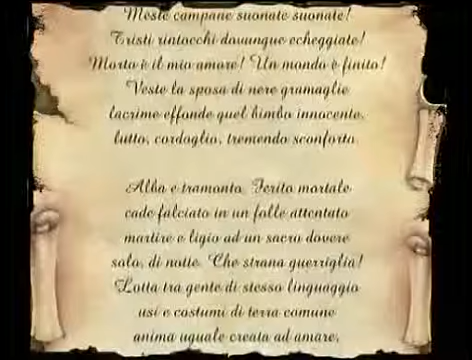 Meste campane suonate suonate!
Tristi rintocchi dovunque echeggiate!
Morto è il mio amore! Un mondo è finito!
Veste la sposa di nere gramaglie
lacrime effonde quel bimbo innocente,
lutto, cordoglio, tremendo sconforto.
Alba e tramonto. Ferito mortale
cade falciato in un folle attentato
martire e ligio ad un sacro dovere
solo, di notte. Che strana guerriglia!
Lotta tra gente di stesso linguaggio
usi e costumi di terra comune
anima uguale creata ad amare,